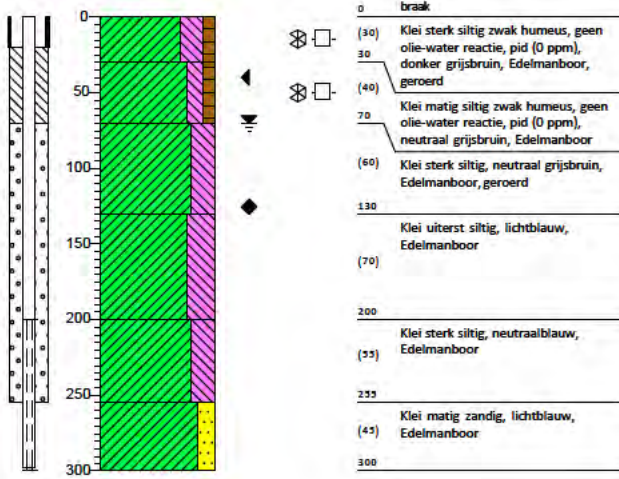 0
50
100
150
200
250
300
0
braak
(30)
Klei sterk siltig zwak humeus, geen
olie-water reactie, pid (0 ppm),
donker grijsbruin, Edelmanboor,
geroerd
30
(40)
Klei matig siltig zwak humeus, geen
olie-water reactie, pid (0 ppm),
neutraal grijsbruin, Edelmanboor
70
(60)
Klei sterk siltig, neutraal grijsbruin,
Edelmanboor, geroerd
130
Klei uiterst siltig, lichtblauw,
Edelmanboor
(70)
200
Klei sterk siltig, neutraalblauw,
Edelmanboor
(55)
255
Klei matig zandig, lichtblauw,
Edelmanboor
(45)
300